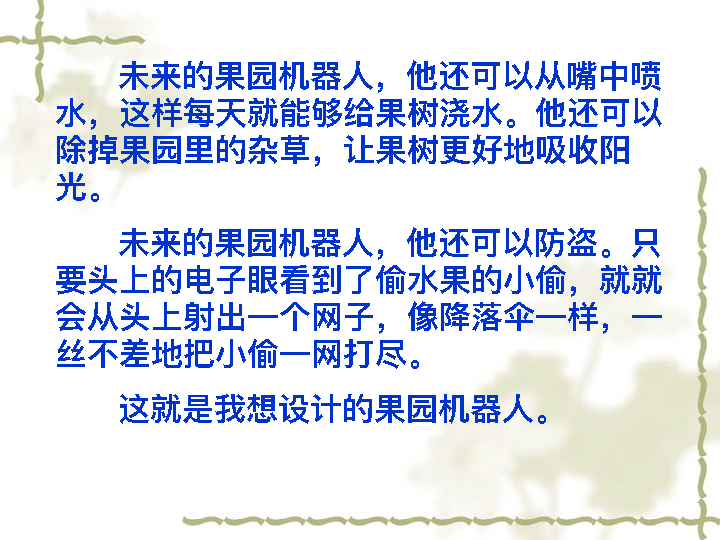 未来的果园机器人，他还可以从嘴中喷
水，这样每天就能够给果树浇水。他还可以
除掉果园里的杂草，让果树更好地吸收阳
光。
未来的果园机器人，他还可以防盗。只
要头上的电子眼看到了偷水果的小偷，就就
会从头上射出一个网子，像降落伞一样，一
丝不差地把小偷一网打尽。
这就是我想设计的果园机器人。